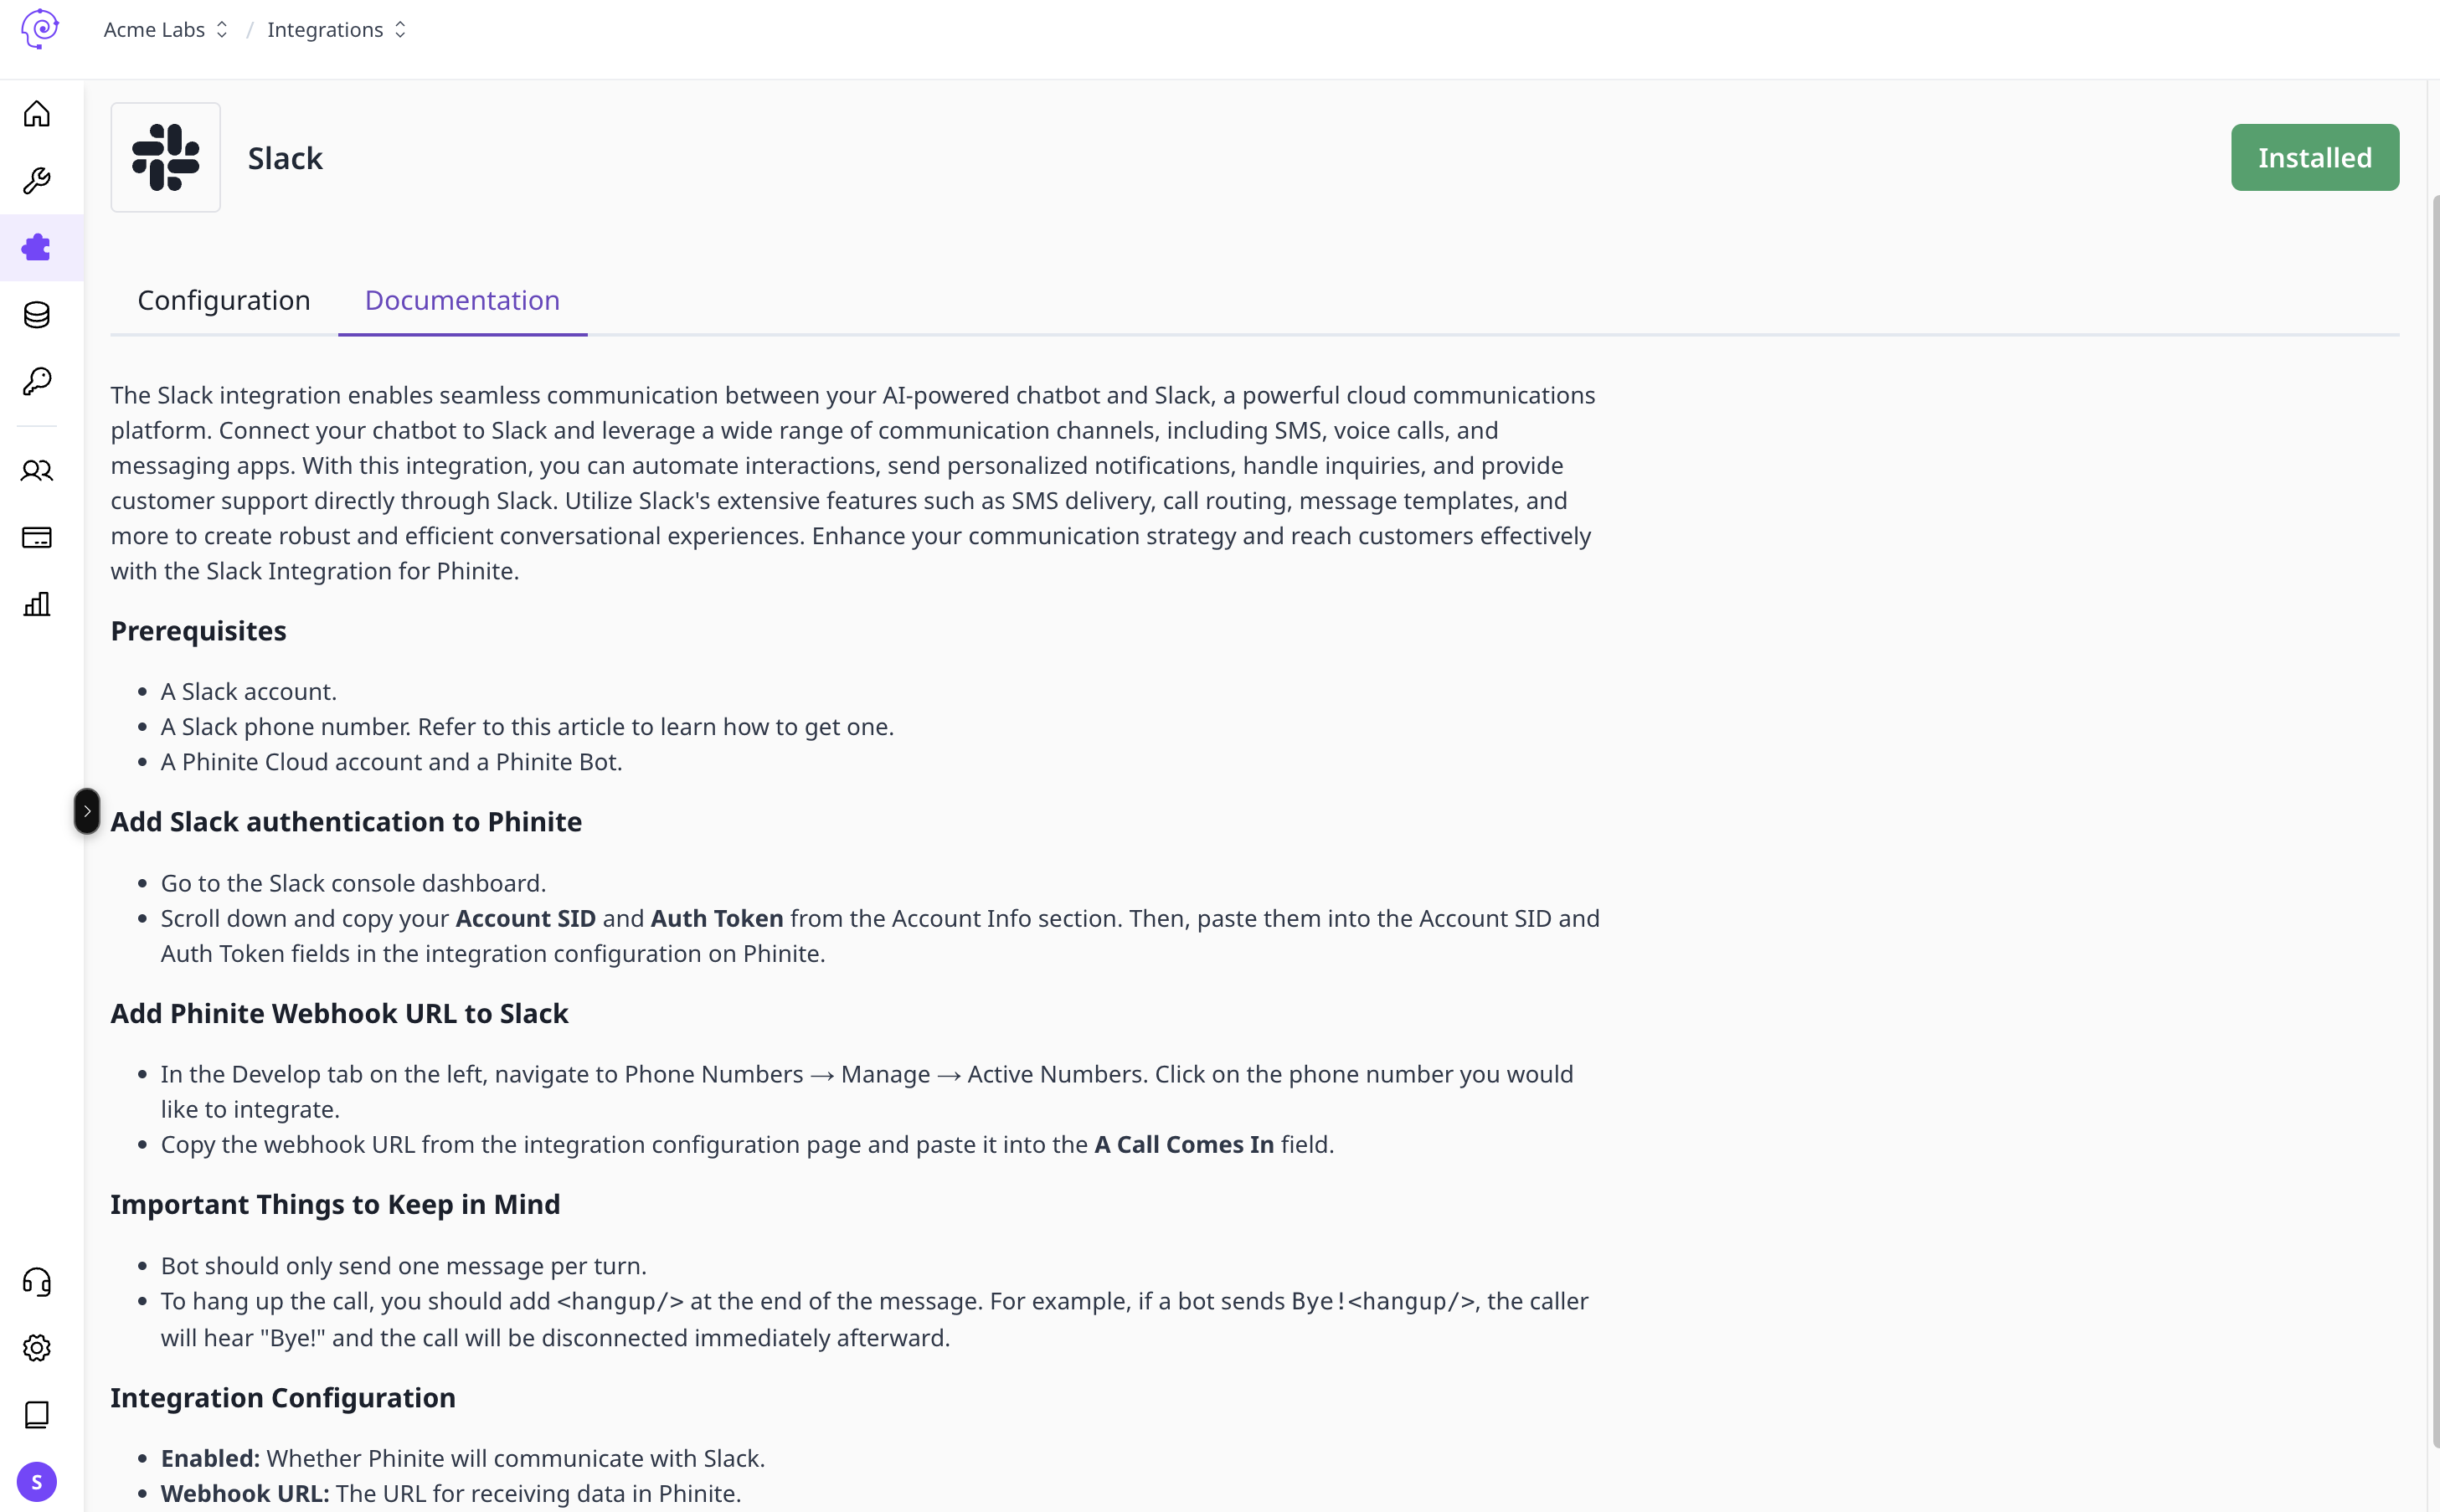 Acme Labs / Integrations
Slack
Installed
Configuration Documentation
The Slack integration enables seamless communication between your AI-powered chatbot and Slack, a powerful cloud communications
platform. Connect your chatbot to Slack and leverage a wide range of communication channels, including SMS, voice calls, and
messaging apps. With this integration, you can automate interactions, send personalized notifications, handle inquiries, and provide
customer support directly through Slack. Utilize Slack's extensive features such as SMS delivery, call routing, message templates, and
more to create robust and efficient conversational experiences. Enhance your communication strategy and reach customers effectively
with the Slack Integration for Phinite.
Prerequisites
• A Slack account.
• A Slack phone number. Refer to this article to learn how to get one.
• A Phinite Cloud account and a Phinite Bot.
Add Slack authentication to Phinite
• Go to the Slack console dashboard.
• Scroll down and copy your Account SID and Auth Token from the Account Info section. Then, paste them into the Account SID and
Auth Token fields in the integration configuration on Phinite.
Add Phinite Webhook URL to Slack
• In the Develop tab on the left, navigate to Phone Numbers → Manage → Active Numbers. Click on the phone number you would
like to integrate.
• Copy the webhook URL from the integration configuration page and paste it into the A Call Comes In field.
Important Things to Keep in Mind
• Bot should only send one message per turn.
• To hang up the call, you should add <hangup/> at the end of the message. For example, if a bot sends Bye!<hangup/>, the caller
will hear "Bye!" and the call will be disconnected immediately afterward.
Integration Configuration
• Enabled: Whether Phinite will communicate with Slack.
• Webhook URL: The URL for receiving data in Phinite.
S